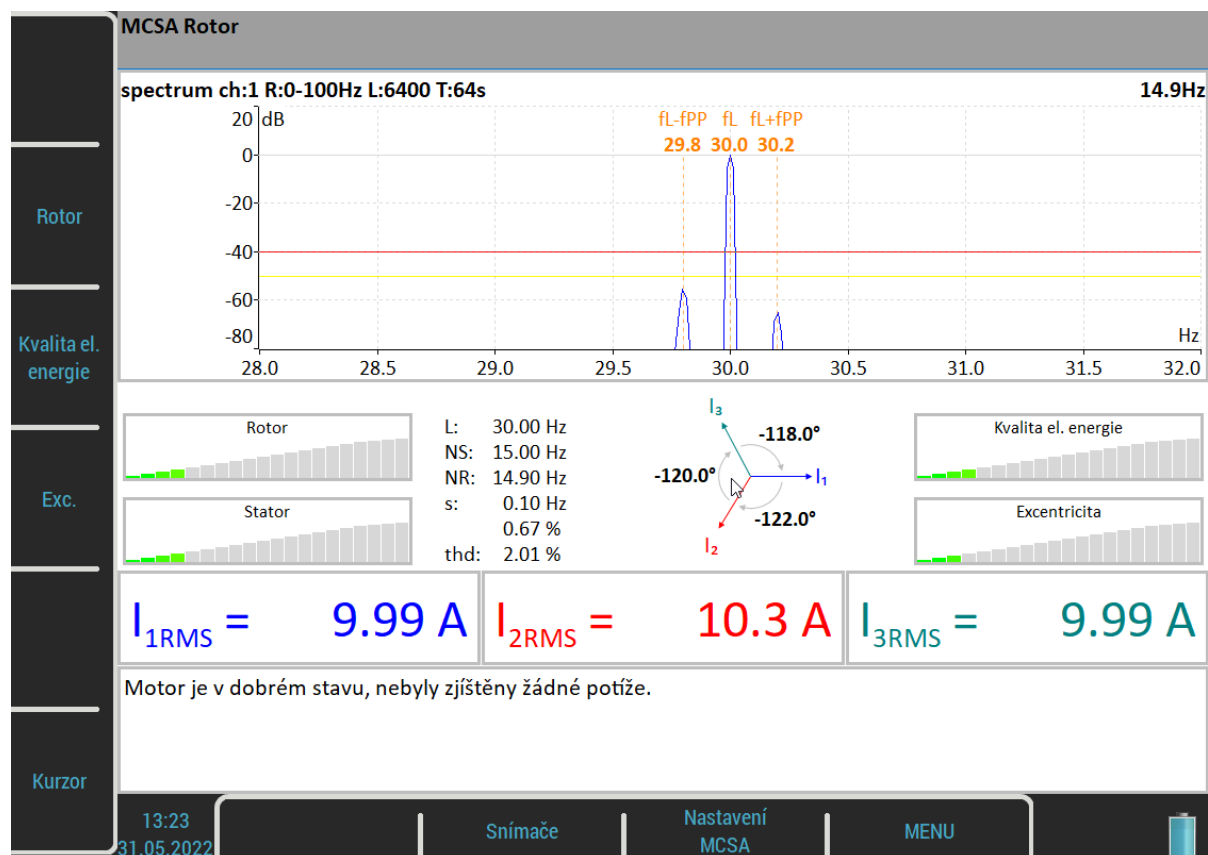 MCSA Rotor
spectrum ch:1 R:0-100Hz L:6400 T:64s
14.9Hz
20 dB
0
-20
-40
-60
-80
fL-fPP fL fL+fPP
29.8 30.0 30.2
Hz
28.0 28.5 29.0 29.5 30.0 30.5 31.0 31.5 32.0
Rotor
Kvalita el.
energie
Exc.
Kurzor
Rotor
Stator
L: 30.00 Hz
NS: 15.00 Hz
NR: 14.90 Hz
s: 0.10 Hz
0.67 %
thd: 2.01 %
I3
-118.0°
-120.0°
I1
-122.0°
I2
Kvalita el. energie
Excentricita
I1RMS = 9.99 A
I2RMS = 10.3 A
I3RMS = 9.99 A
Motor je v dobrém stavu, nebyly zjištěny žádné potíže.
13:23
31.05.2022
Snímače
Nastavení
MCSA
MENU